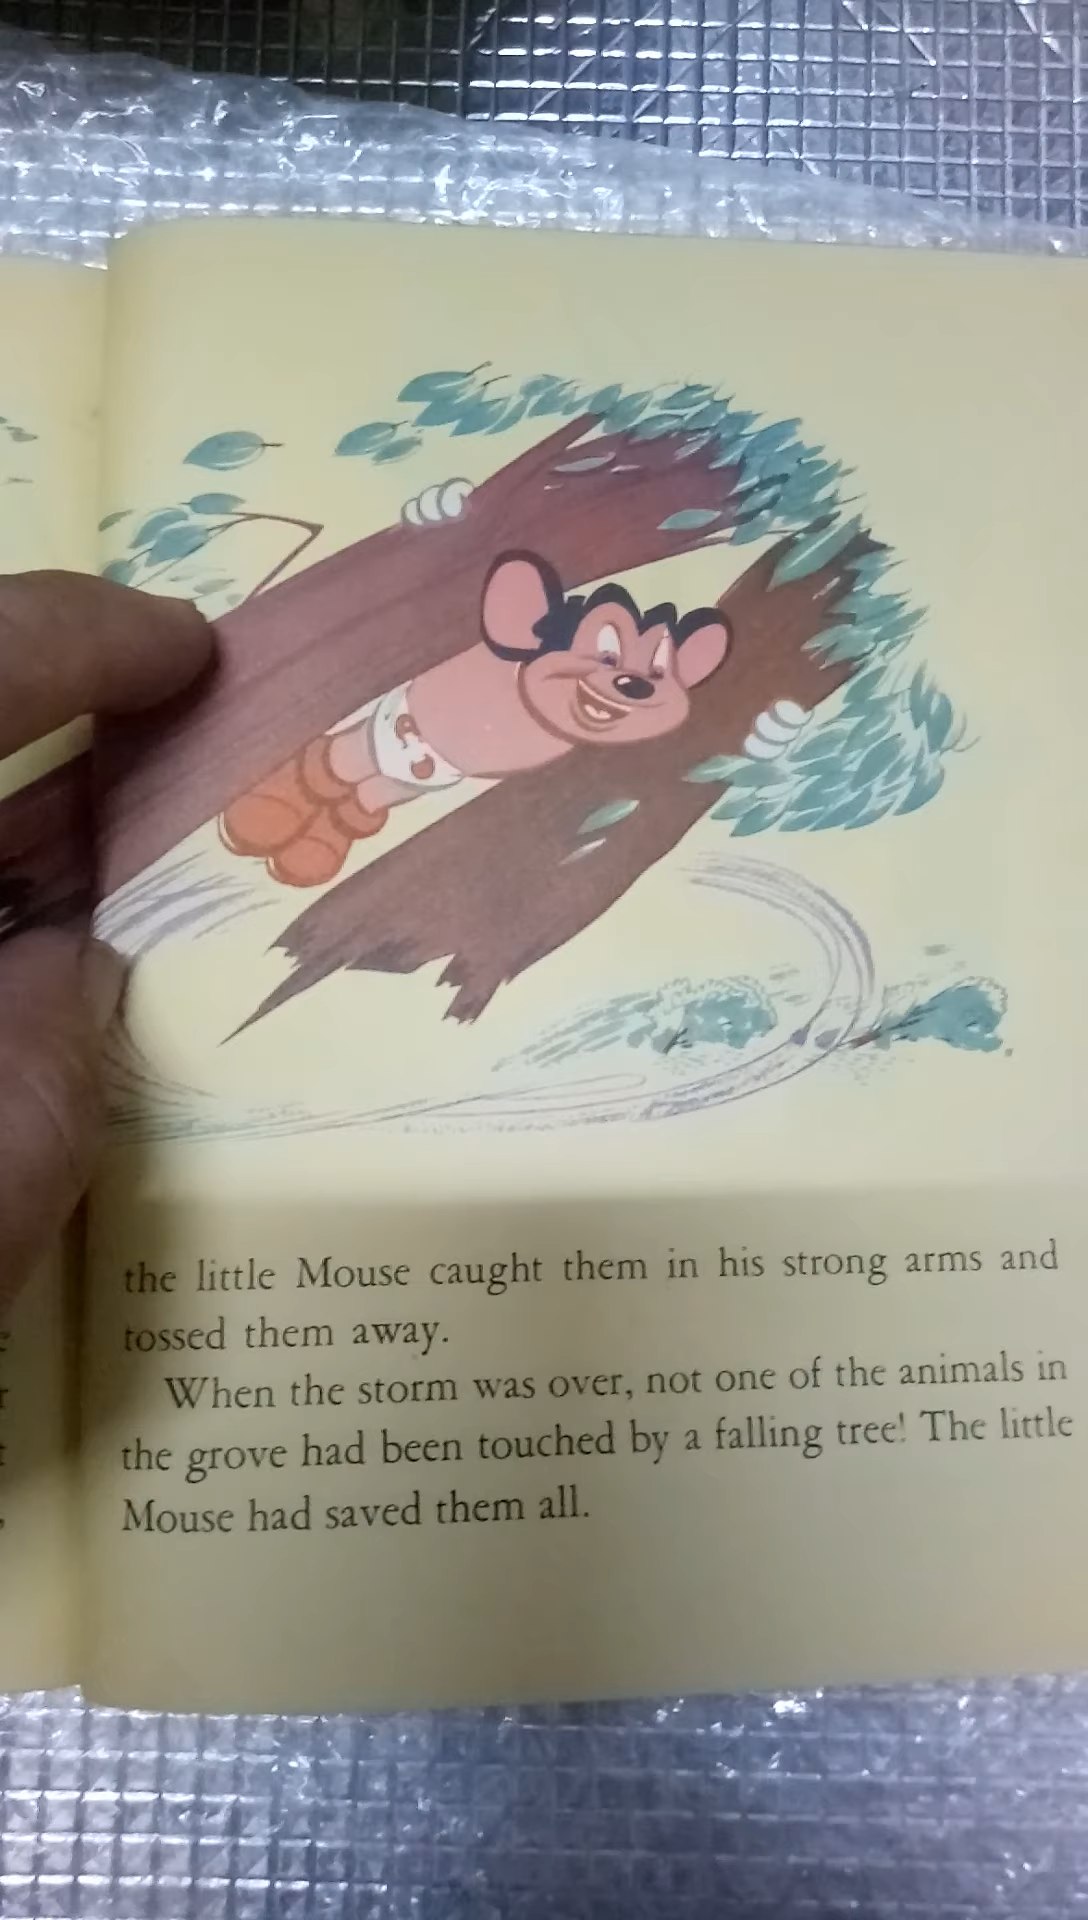 the little Mouse caught them in his strong arms and
tossed them away.
When the storm was over, not one of the animals in
the grove had been touched by a falling tree! The little
Mouse had saved them all.